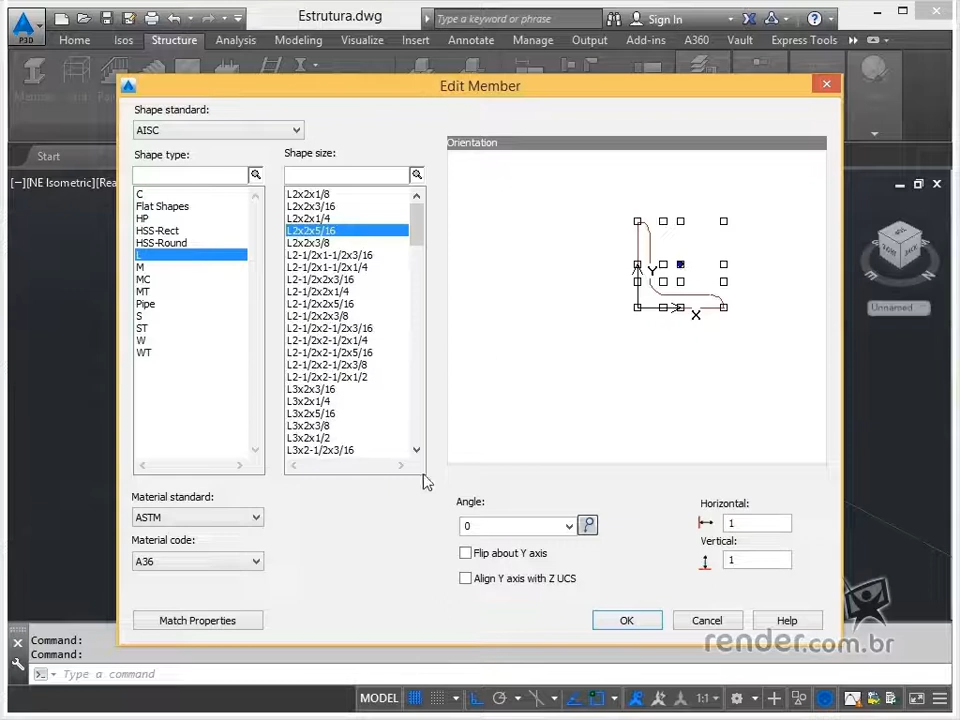 Estrutura.dwg
Type a keyword or phrase
Sign In
P3D
Home Isos Structure Analysis Modeling Visualize Insert Annotate Manage Output Add-ins A360 Vault Express Tools
Edit Member
Shape standard:
AISC
Shape type:
C
Flat Shapes
HP
HSS-Rect
HSS-Round
L
M
MC
MT
Pipe
S
ST
W
WT
Shape size:
L2x2x1/8
L2x2x3/16
L2x2x1/4
L2x2x5/16
L2x2x3/8
L2-1/2x1-1/2x3/16
L2-1/2x1-1/2x1/4
L2-1/2x2x3/16
L2-1/2x2x1/4
L2-1/2x2x5/16
L2-1/2x2x3/8
L2-1/2x2-1/2x3/16
L2-1/2x2-1/2x1/4
L2-1/2x2-1/2x5/16
L2-1/2x2-1/2x3/8
L2-1/2x2-1/2x1/2
L3x2x3/16
L3x2x1/4
L3x2x5/16
L3x2x3/8
L3x2x1/2
L3x2-1/2x3/16
Orientation
Y
X
Start
[−][NE Isometric][Rea
Unnamed
Material standard:
ASTM
Material code:
A36
Angle:
0
Flip about Y axis
Align Y axis with Z UCS
Horizontal:
1
Vertical:
1
Match Properties
OK
Cancel
Help
render.com.br
Command:
Command:
Type a command
MODEL
1:1